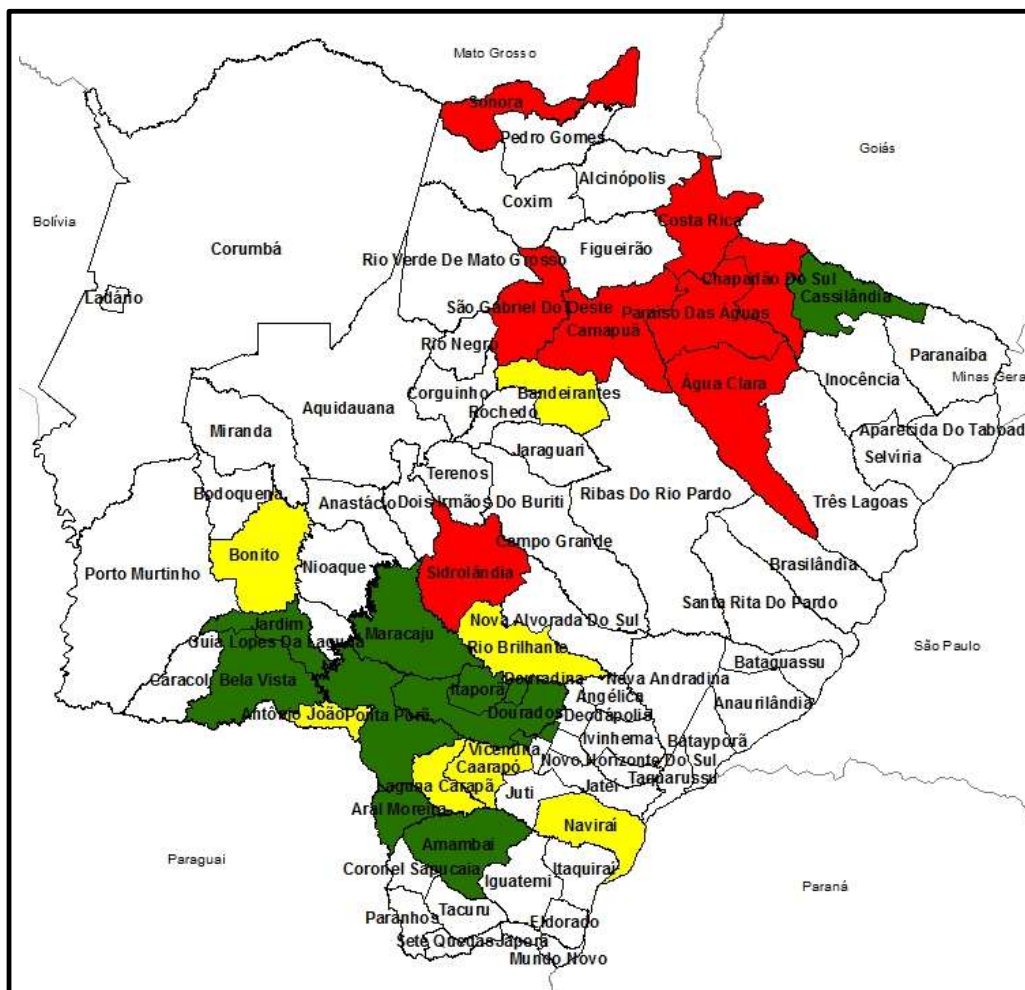 Mato Grosso
Sonora
Pedro Gomes
Goiás
Alcinópolis
Coxim
Costa Rica
Bolívia
Corumbá
Figueirão
Rio Verde De Mato Grosso
Chapadão Do Sul
Ladário
Cassilândia
São Gabriel Do Oeste
Paraíso Das Águas
Camapuã
Rio Negro
Paranaíba
Água Clara
Inocência
Minas Gera
Corguinho
Bandeirantes
Aquidauana
Rochedo
Miranda
Aparecida Do Taboad
Jaraguari
Selvíria
Terenos
Bodoquena
Anastácio
Dois Irmãos Do Buriti
Ribas Do Rio Pardo
Três Lagoas
Campo Grande
Bonito
Nioaque
Brasilândia
Porto Murtinho
Sidrolândia
Santa Rita Do Pardo
Nova Alvorada Do Sul
Jardim
Maracaju
Guia Lopes Da Laguna
Rio Brilhante
São Paulo
Bataguassu
Caracol
Bela Vista
Douradina
Nova Andradina
Itaporã
Angélica
Anaurilândia
Antônio João
Ponta Porã
Dourados
Deodápolis
Ivinhema
Batayporã
Vicentina
Caarapó
Novo Horizonte Do Sul
Taquarussu
Laguna Carapã
Juti
Jateí
Aral Moreira
Naviraí
Amambai
Paraguai
Coronel Sapucaia
Itaquiraí
Iguatemi
Paraná
Tacuru
Paranhos
Eldorado
Sete Quedas
Japorã
Mundo Novo